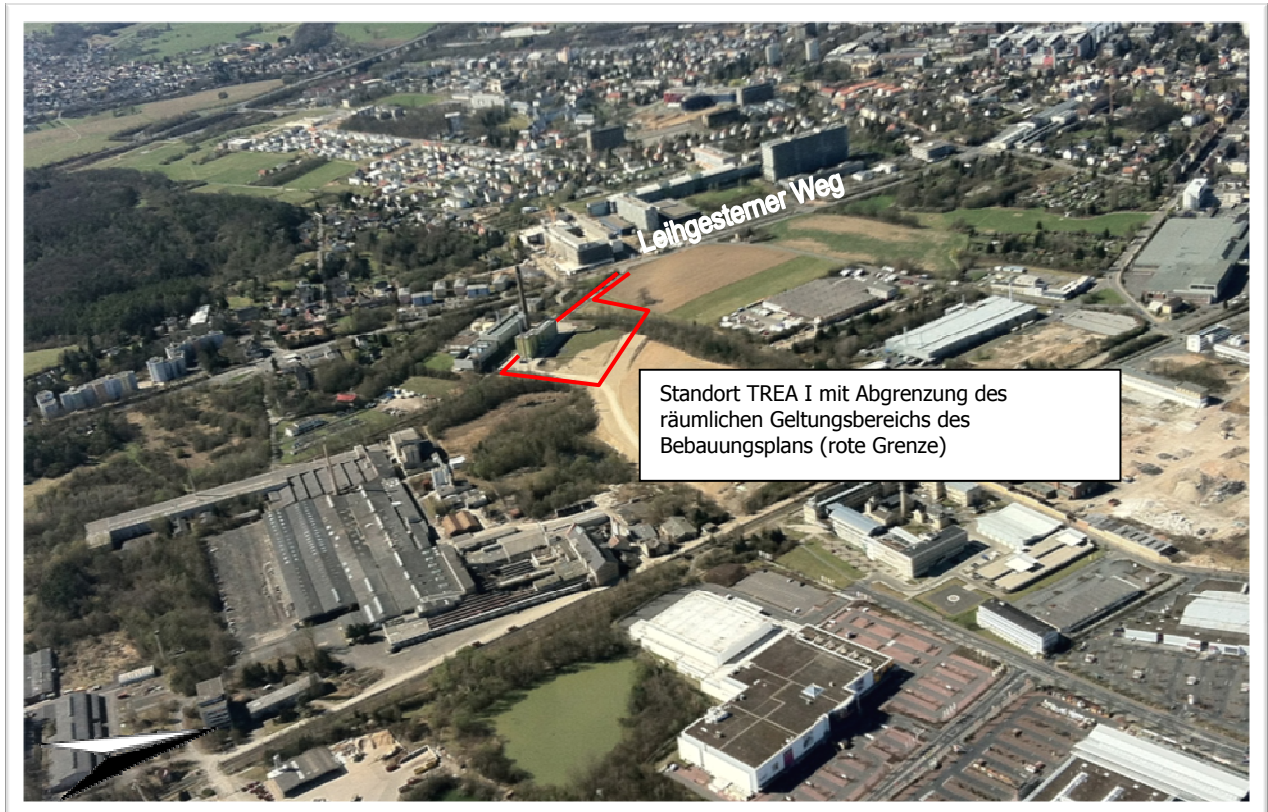 Leihgesterner Weg
Standort TREA I mit Abgrenzung des
räumlichen Geltungsbereichs des
Bebauungsplans (rote Grenze)